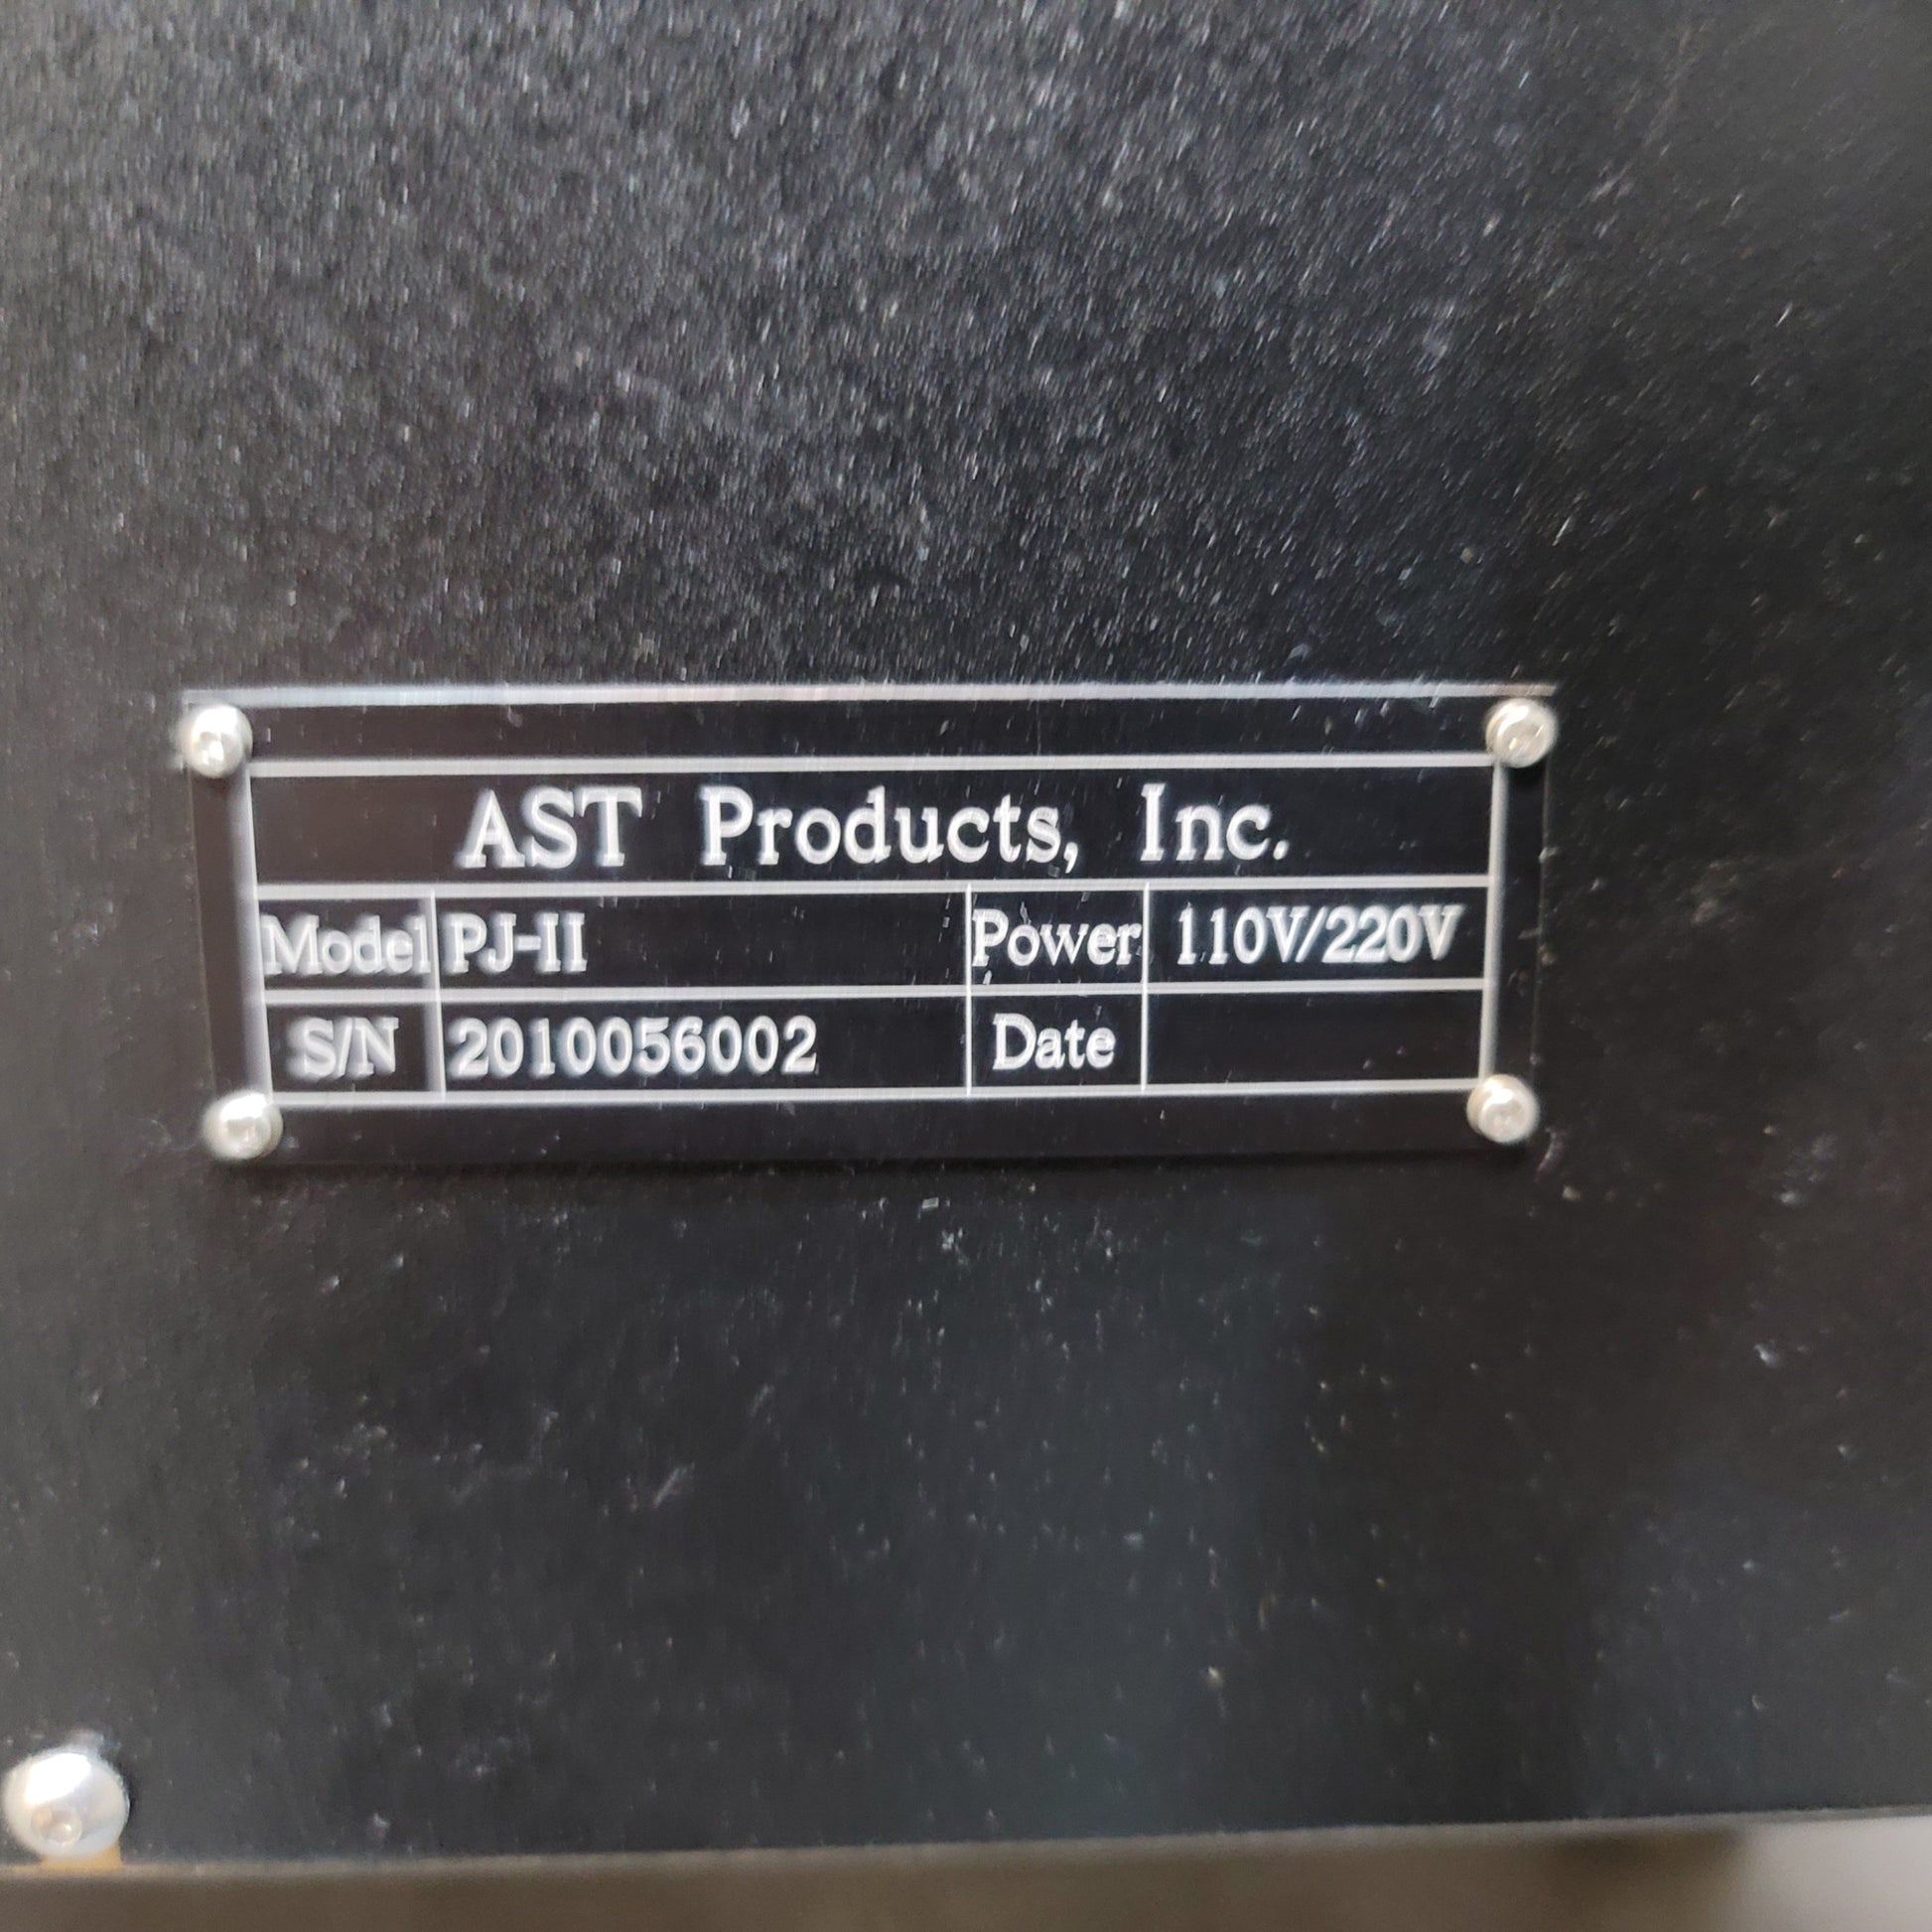 AST Products, Inc.
Model PJ-II Power 110V/220V
S/N 2010056002 Date